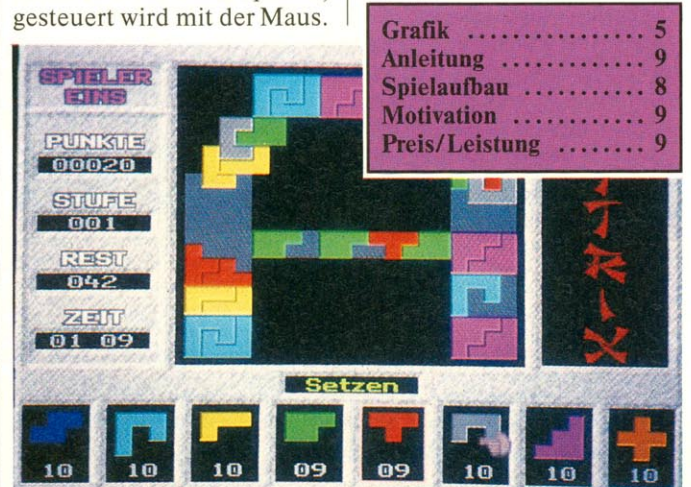 gesteuert wird mit der Maus.
Grafik ................ 5
Anleitung ............. 9
Spielaufbau ........... 8
Motivation ............ 9
Preis/Leistung ........ 9
SPIELER
EINS
PUNKTE
00020
STUFE
001
REST
042
ZEIT
01 09
TRIX
Setzen
10 10 10 09 09 10 10 10